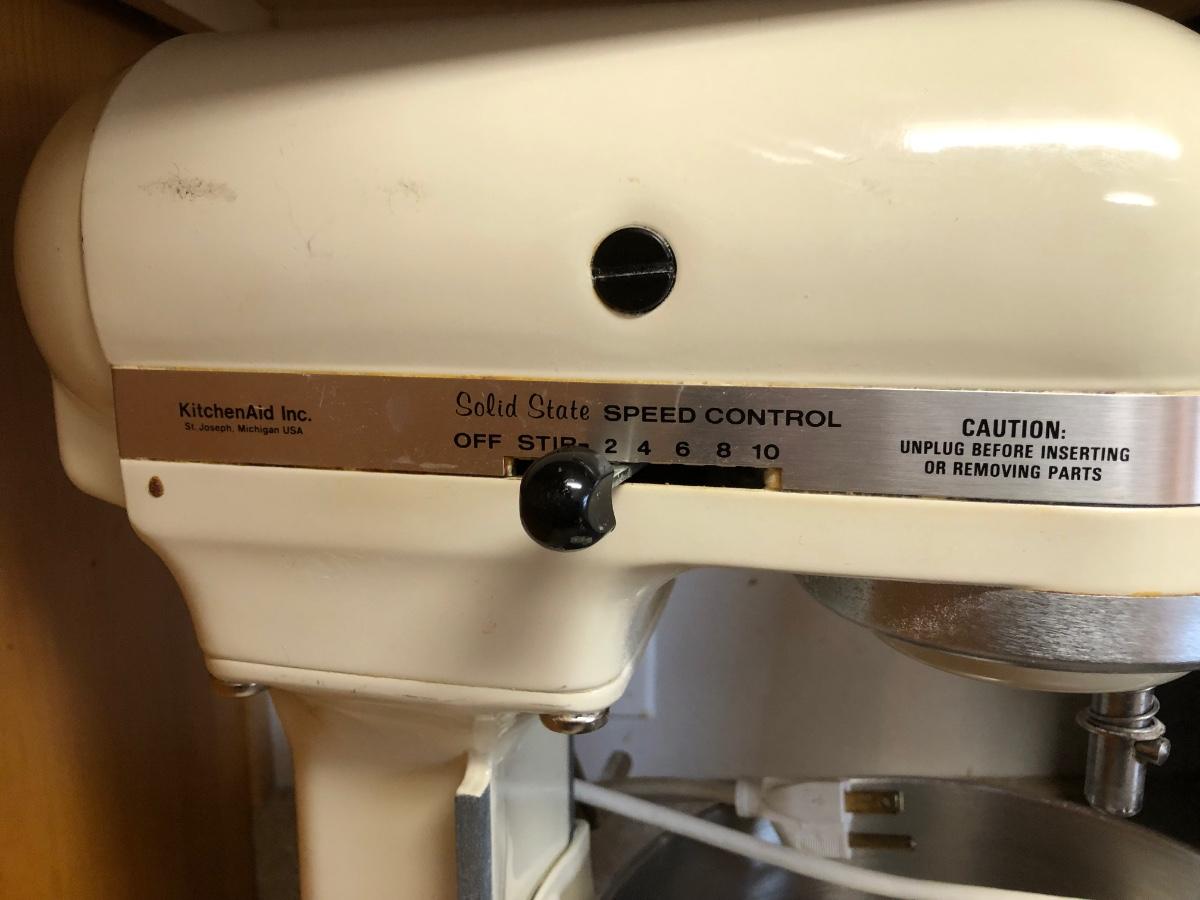 KitchenAid Inc.
St. Joseph, Michigan USA
Solid State SPEED CONTROL
OFF STIR 2 4 6 8 10
CAUTION:
UNPLUG BEFORE INSERTING
OR REMOVING PARTS